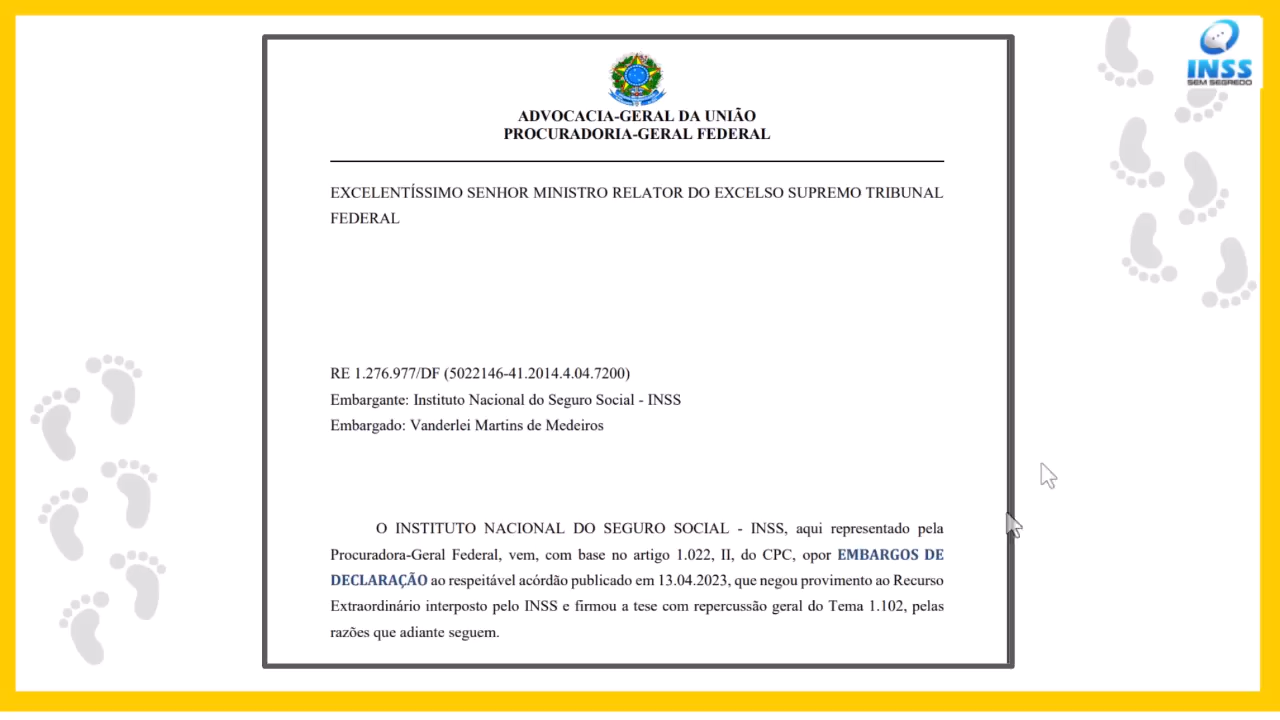 INSS
SEM SEGREDO
ADVOCACIA-GERAL DA UNIÃO
PROCURADORIA-GERAL FEDERAL
EXCELENTÍSSIMO SENHOR MINISTRO RELATOR DO EXCELSO SUPREMO TRIBUNAL
FEDERAL
RE 1.276.977/DF (5022146-41.2014.4.04.7200)
Embargante: Instituto Nacional do Seguro Social - INSS
Embargado: Vanderlei Martins de Medeiros
O INSTITUTO NACIONAL DO SEGURO SOCIAL - INSS, aqui representado pela
Procuradora-Geral Federal, vem, com base no artigo 1.022, II, do CPC, opor EMBARGOS DE
DECLARAÇÃO ao respeitável acórdão publicado em 13.04.2023, que negou provimento ao Recurso
Extraordinário interposto pelo INSS e firmou a tese com repercussão geral do Tema 1.102, pelas
razões que adiante seguem.